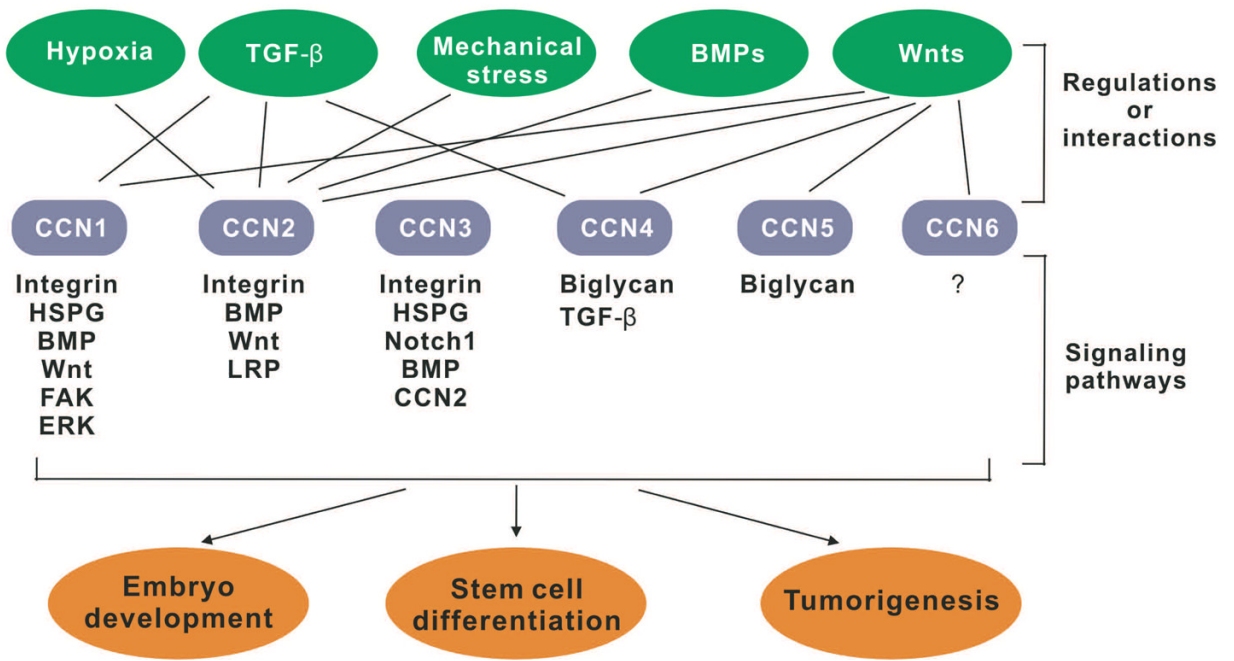 Hypoxia
TGF-β
Mechanical
stress
BMPs
Wnts
Regulations
or
interactions
CCN1
CCN2
CCN3
CCN4
CCN5
CCN6
Integrin
HSPG
BMP
Wnt
FAK
ERK
Integrin
BMP
Wnt
LRP
Integrin
HSPG
Notch1
BMP
CCN2
Biglycan
TGF-β
Biglycan
?
Signaling
pathways
Embryo
development
Stem cell
differentiation
Tumorigenesis